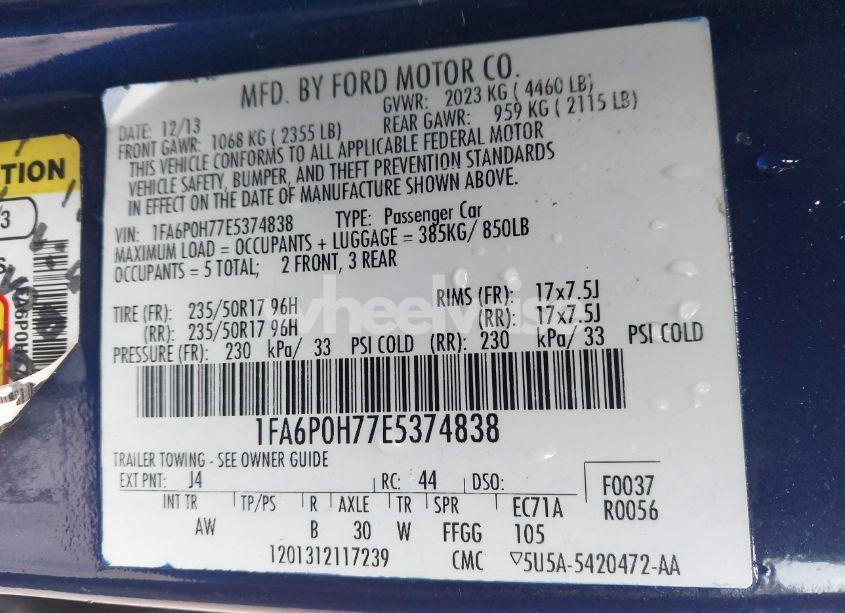 MFD. BY FORD MOTOR CO.
DATE: 12/13 GVWR: 2023 KG ( 4460 LB)
FRONT GAWR: 1068 KG ( 2355 LB) REAR GAWR: 959 KG ( 2115 LB)
THIS VEHICLE CONFORMS TO ALL APPLICABLE FEDERAL MOTOR
VEHICLE SAFETY, BUMPER, AND THEFT PREVENTION STANDARDS
IN EFFECT ON THE DATE OF MANUFACTURE SHOWN ABOVE.
VIN: 1FA6P0H77E5374838 TYPE: Passenger Car
MAXIMUM LOAD = OCCUPANTS + LUGGAGE = 385KG/ 850LB
OCCUPANTS = 5 TOTAL; 2 FRONT, 3 REAR
TIRE (FR): 235/50R17 96H RIMS (FR): 17x7.5J
(RR): 235/50R17 96H (RR): 17x7.5J
PRESSURE (FR): 230 kPa/ 33 PSI COLD (RR): 230 kPa/ 33 PSI COLD
1FA6P0H77E5374838
TRAILER TOWING - SEE OWNER GUIDE
EXT PNT: J4 RC: 44 DSO: F0037
INT TR TP/PS R AXLE TR SPR EC71A R0056
AW B 30 W FFGG 105
1201312117239 CMC ▽5U5A-5420472-AA
TION
3
S
1FA6P0H7